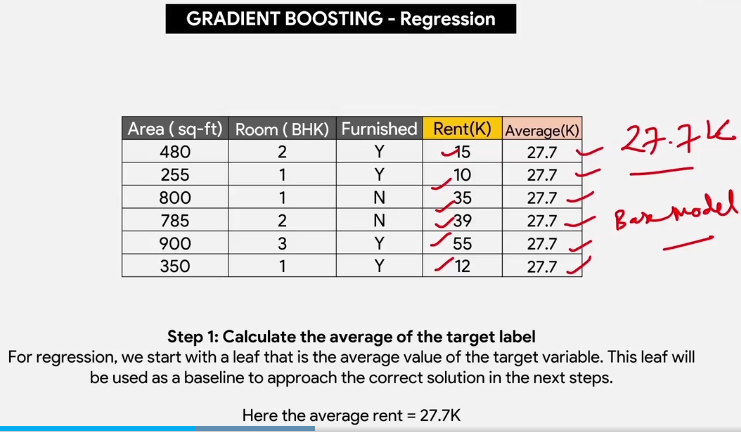 GRADIENT BOOSTING - Regression
Area ( sq-ft) Room ( BHK) Furnished Rent(K) Average(K)
480 2 Y 15 27.7
255 1 Y 10 27.7
800 1 N 35 27.7
785 2 N 39 27.7
900 3 Y 55 27.7
350 1 Y 12 27.7
27.7K
Base model
Step 1: Calculate the average of the target label
For regression, we start with a leaf that is the average value of the target variable. This leaf will
be used as a baseline to approach the correct solution in the next steps.
Here the average rent = 27.7K